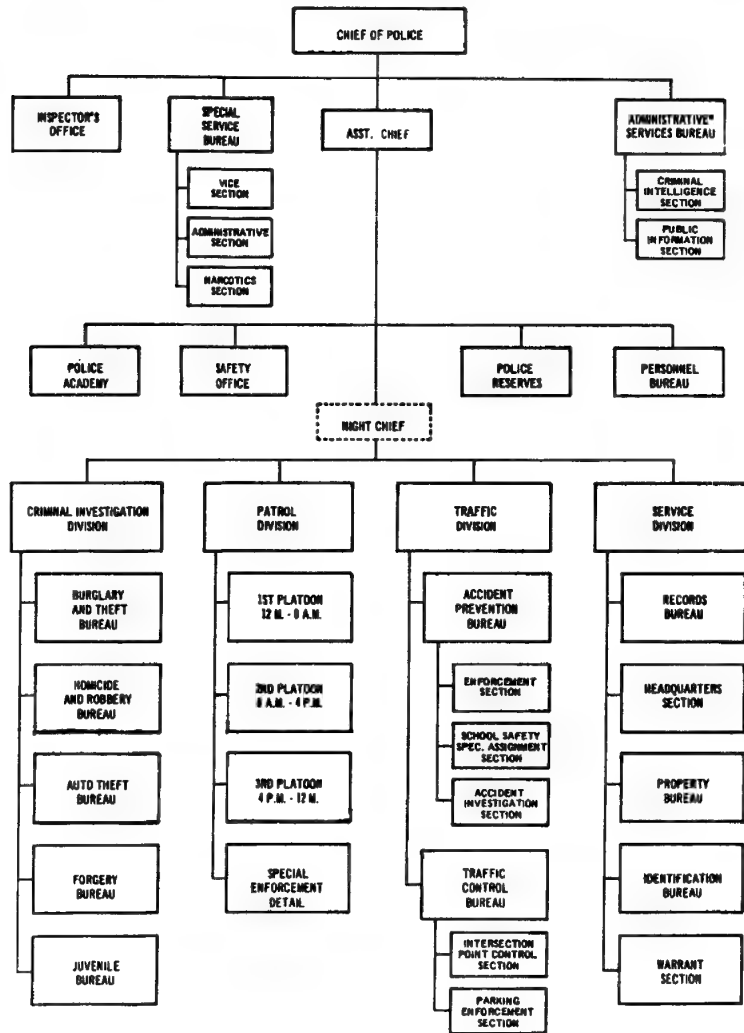 CHIEF OF POLICE
INSPECTOR'S
OFFICE
SPECIAL
SERVICE
BUREAU
ASST. CHIEF
ADMINISTRATIVE"
SERVICES BUREAU
VICE
SECTION
ADMINISTRATIVE
SECTION
NARCOTICS
SECTION
CRIMINAL
INTELLIGENCE
SECTION
PUBLIC
INFORMATION
SECTION
POLICE
ACADEMY
SAFETY
OFFICE
POLICE
RESERVES
PERSONNEL
BUREAU
NIGHT CHIEF
CRIMINAL INVESTIGATION
DIVISION
PATROL
DIVISION
TRAFFIC
DIVISION
SERVICE
DIVISION
BURGLARY
AND THEFT
BUREAU
HOMICIDE
AND ROBBERY
BUREAU
AUTO THEFT
BUREAU
FORGERY
BUREAU
JUVENILE
BUREAU
1ST PLATOON
12 M. - 8 A.M.
2ND PLATOON
8 A.M. - 4 P.M.
3RD PLATOON
4 P.M. - 12 M.
SPECIAL
ENFORCEMENT
DETAIL
ACCIDENT
PREVENTION
BUREAU
ENFORCEMENT
SECTION
SCHOOL SAFETY
SPEC. ASSIGNMENT
SECTION
ACCIDENT
INVESTIGATION
SECTION
TRAFFIC
CONTROL
BUREAU
INTERSECTION
POINT CONTROL
SECTION
PARKING
ENFORCEMENT
SECTION
RECORDS
BUREAU
HEADQUARTERS
SECTION
PROPERTY
BUREAU
IDENTIFICATION
BUREAU
WARRANT
SECTION